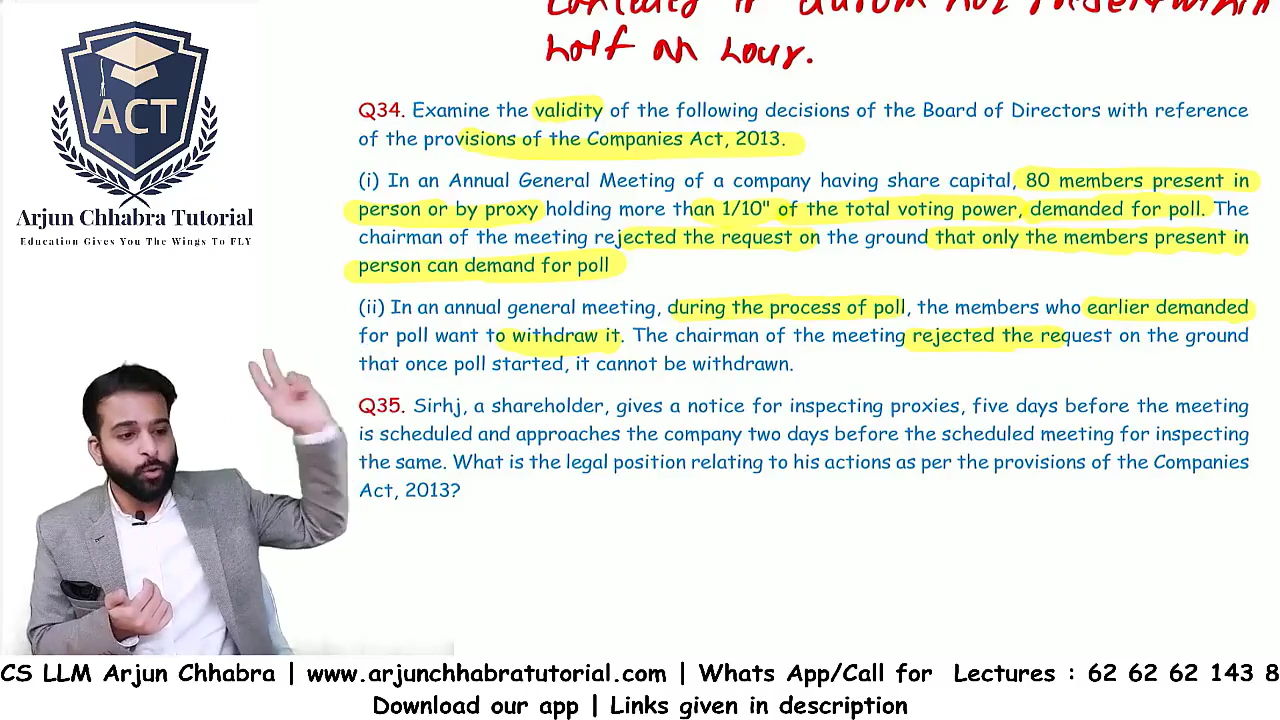 half an hour.
ACT
Arjun Chhabra Tutorial
Education Gives You The Wings To FLY
Q34. Examine the validity of the following decisions of the Board of Directors with reference
of the provisions of the Companies Act, 2013.
(i) In an Annual General Meeting of a company having share capital, 80 members present in
person or by proxy holding more than 1/10" of the total voting power, demanded for poll. The
chairman of the meeting rejected the request on the ground that only the members present in
person can demand for poll
(ii) In an annual general meeting, during the process of poll, the members who earlier demanded
for poll want to withdraw it. The chairman of the meeting rejected the request on the ground
that once poll started, it cannot be withdrawn.
Q35. Sirhj, a shareholder, gives a notice for inspecting proxies, five days before the meeting
is scheduled and approaches the company two days before the scheduled meeting for inspecting
the same. What is the legal position relating to his actions as per the provisions of the Companies
Act, 2013?
CS LLM Arjun Chhabra | www.arjunchhabratutorial.com | Whats App/Call for Lectures : 62 62 62 143 8
Download our app | Links given in description